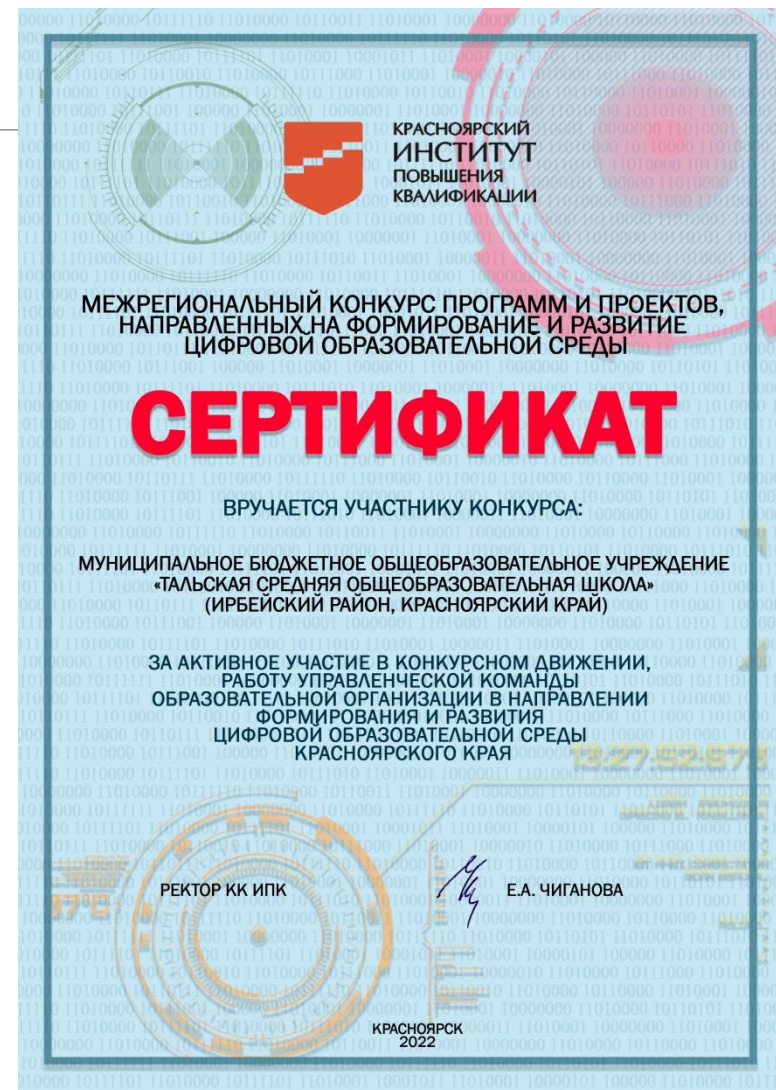 КРАСНОЯРСКИЙ
ИНСТИТУТ
ПОВЫШЕНИЯ
КВАЛИФИКАЦИИ
МЕЖРЕГИОНАЛЬНЫЙ КОНКУРС ПРОГРАММ И ПРОЕКТОВ,
НАПРАВЛЕННЫХ НА ФОРМИРОВАНИЕ И РАЗВИТИЕ
ЦИФРОВОЙ ОБРАЗОВАТЕЛЬНОЙ СРЕДЫ
СЕРТИФИКАТ
ВРУЧАЕТСЯ УЧАСТНИКУ КОНКУРСА:
МУНИЦИПАЛЬНОЕ БЮДЖЕТНОЕ ОБЩЕОБРАЗОВАТЕЛЬНОЕ УЧРЕЖДЕНИЕ
«ТАЛЬСКАЯ СРЕДНЯЯ ОБЩЕОБРАЗОВАТЕЛЬНАЯ ШКОЛА»
(ИРБЕЙСКИЙ РАЙОН, КРАСНОЯРСКИЙ КРАЙ)
ЗА АКТИВНОЕ УЧАСТИЕ В КОНКУРСНОМ ДВИЖЕНИИ,
РАБОТУ УПРАВЛЕНЧЕСКОЙ КОМАНДЫ
ОБРАЗОВАТЕЛЬНОЙ ОРГАНИЗАЦИИ В НАПРАВЛЕНИИ
ФОРМИРОВАНИЯ И РАЗВИТИЯ
ЦИФРОВОЙ ОБРАЗОВАТЕЛЬНОЙ СРЕДЫ
КРАСНОЯРСКОГО КРАЯ
13:27:52:573
РЕКТОР КК ИПК
Е.А. ЧИГАНОВА
37°C
КРАСНОЯРСК
2022